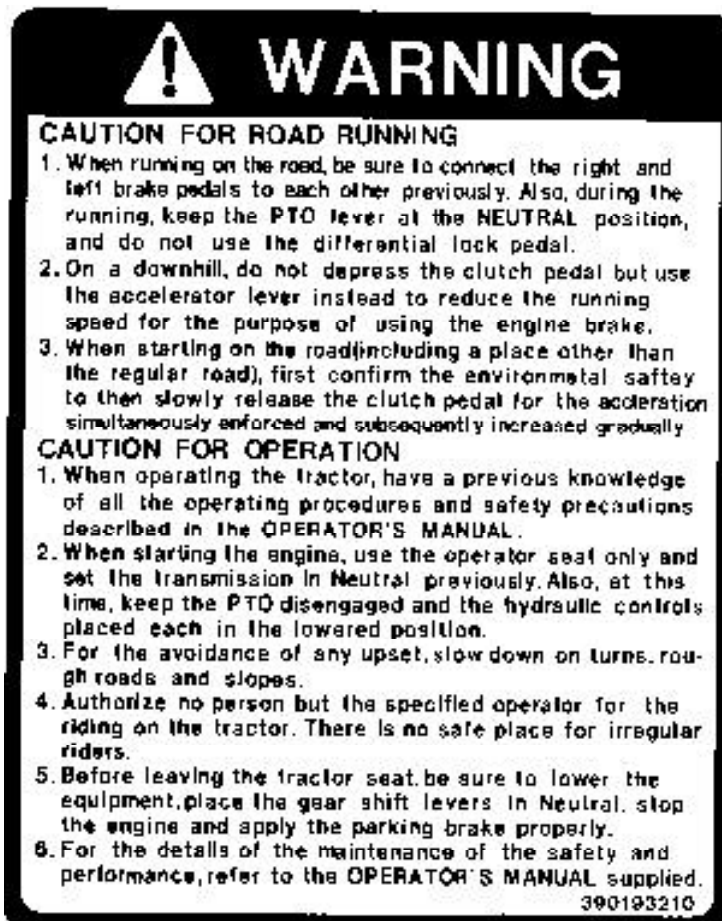 WARNING
CAUTION FOR ROAD RUNNING
1. When running on the road, be sure to connect the right and
left brake pedals to each other previously. Also, during the
running, keep the PTO lever at the NEUTRAL position,
and do not use the differential lock pedal.
2. On a downhill, do not depress the clutch pedal but use
the accelerator lever instead to reduce the running
speed for the purpose of using the engine brake.
3. When starting on the road(including a place other than
the regular road), first confirm the environmetal saftey
to then slowly release the clutch pedal for the accleration
simultaneously enforced and subsequently increased gradually
CAUTION FOR OPERATION
1. When operating the tractor, have a previous knowledge
of all the operating procedures and safety precautions
described in the OPERATOR'S MANUAL.
2. When starting the engine, use the operator seat only and
set the transmission in Neutral previously. Also, at this
time, keep the PTO disengaged and the hydraulic controls
placed each in the lowered position.
3. For the avoidance of any upset, slow down on turns, rou-
gh roads and slopes.
4. Authorize no person but the specified operator for the
riding on the tractor. There is no safe place for irregular
riders.
5. Before leaving the tractor seat, be sure to lower the
equipment, place the gear shift levers in Neutral, stop
the engine and apply the parking brake properly.
6. For the details of the maintenance of the safety and
performance, refer to the OPERATOR'S MANUAL supplied.
390193210